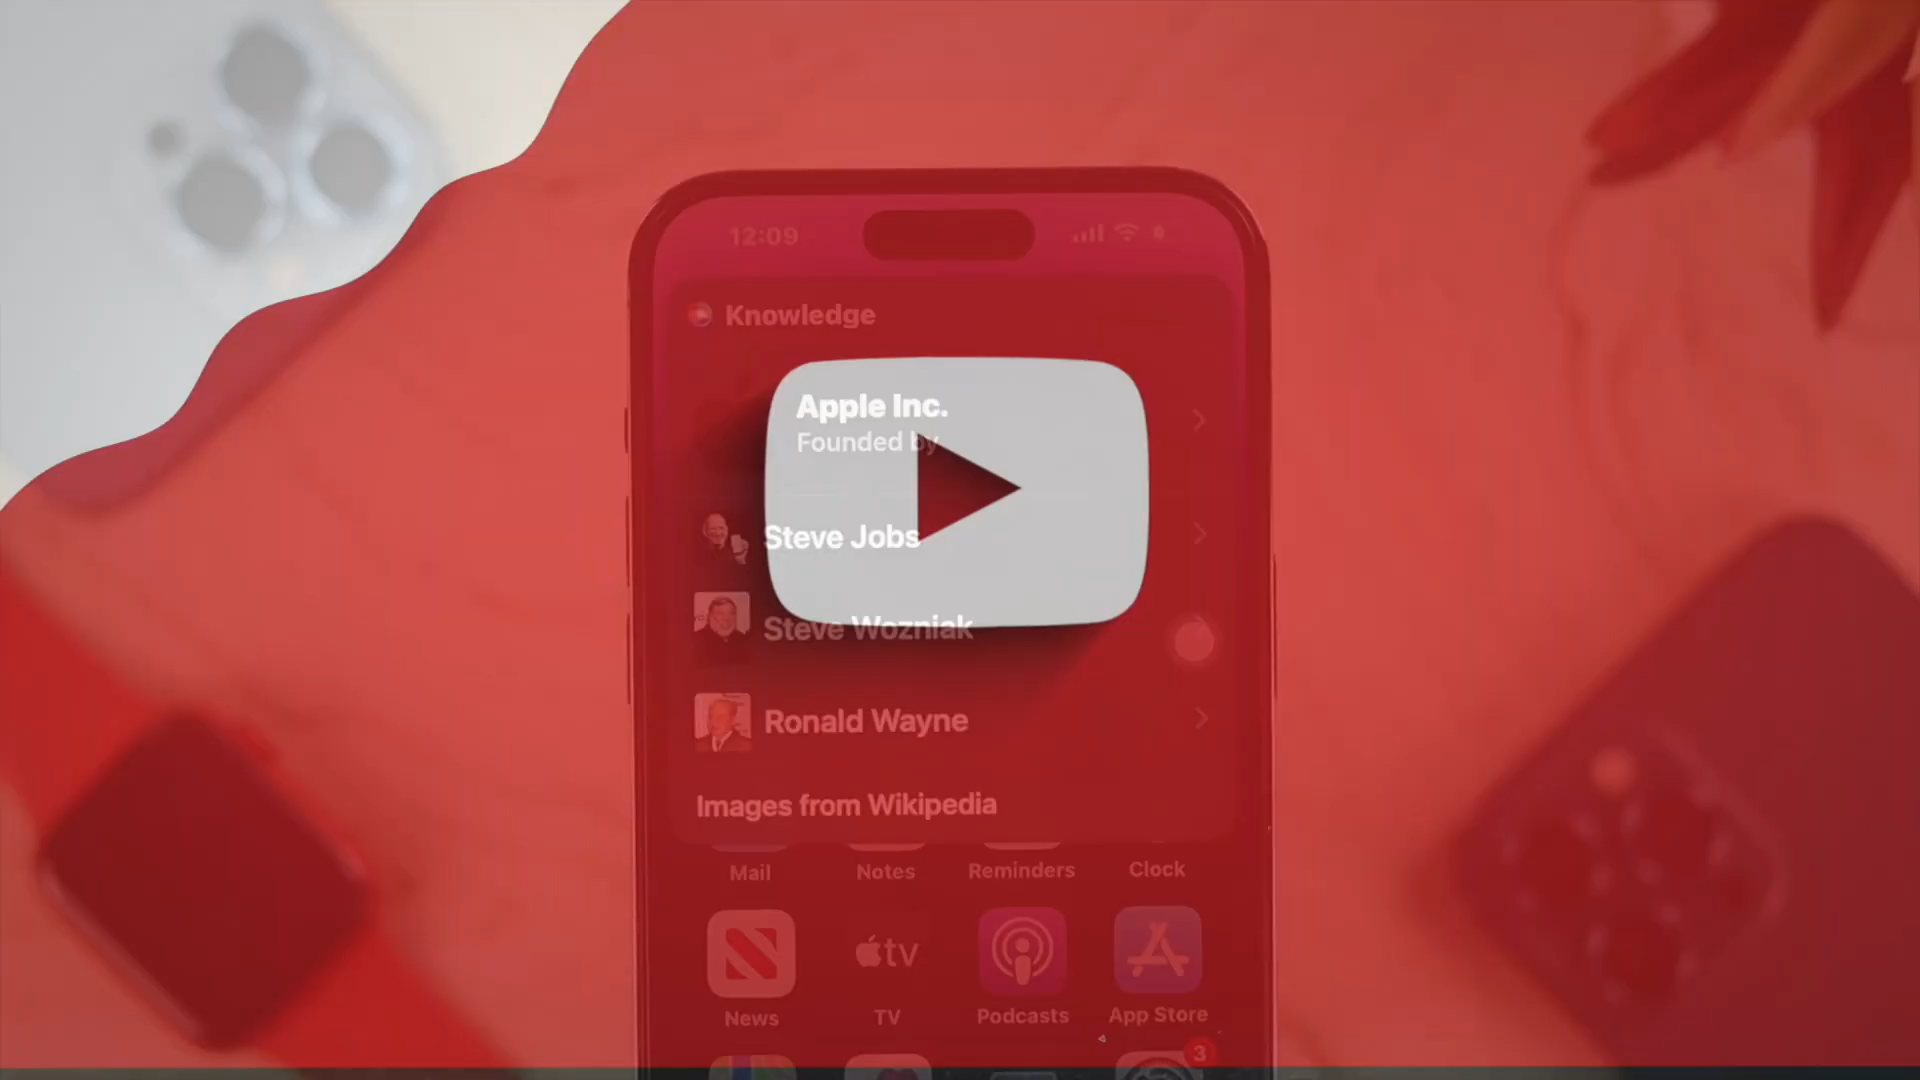 12:09
Knowledge
Apple Inc.
Founded by
Steve Jobs
Steve Wozniak
Ronald Wayne
Images from Wikipedia
Mail Notes Reminders Clock
tv
News TV Podcasts App Store
3